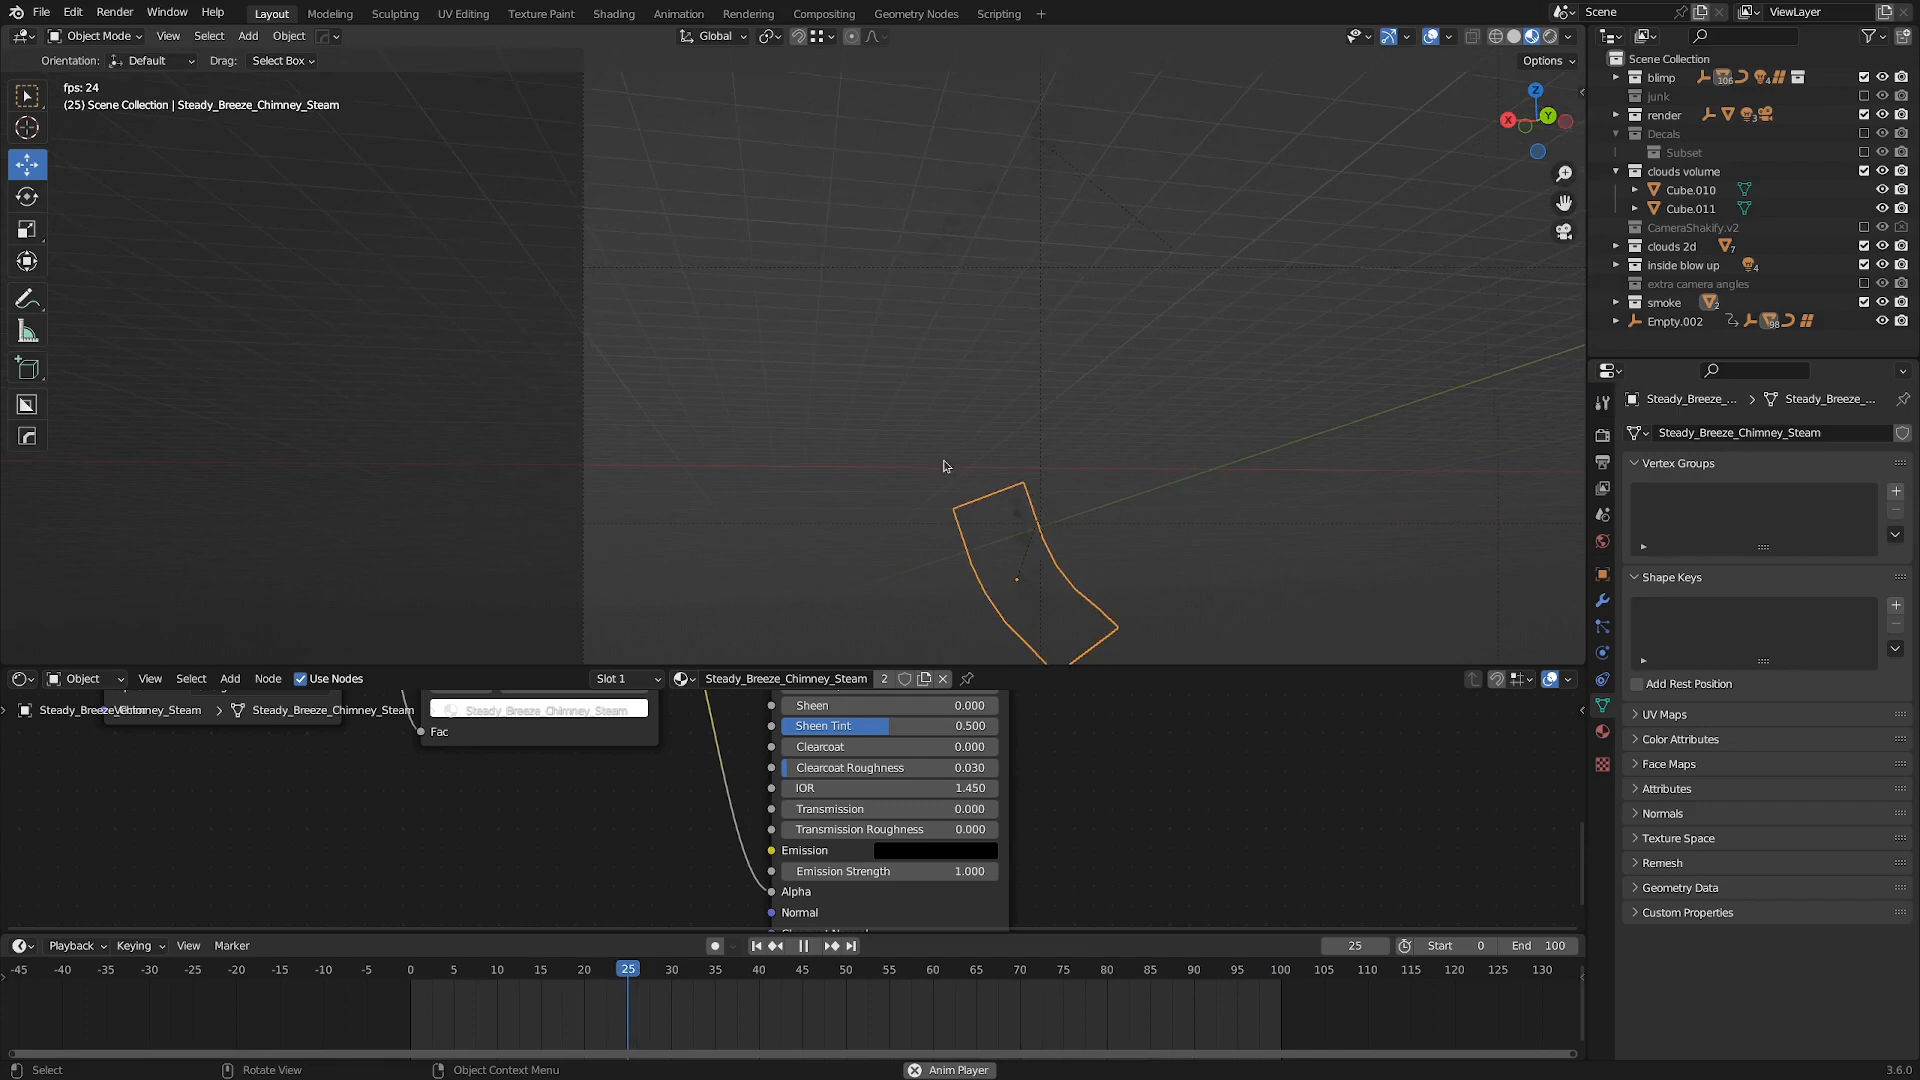 File Edit Render Window Help Layout Modeling Sculpting UV Editing Texture Paint Shading Animation Rendering Compositing Geometry Nodes Scripting + Scene ViewLayer
Object Mode View Select Add Object Global
Orientation: Default Drag: Select Box Options
fps: 24
(25) Scene Collection | Steady_Breeze_Chimney_Steam
Z
X Y
Scene Collection
blimp 106 4
junk
render 3
Decals
Subset
clouds volume
Cube.010
Cube.011
CameraShakify.v2
clouds 2d 7
inside blow up 4
extra camera angles
smoke 2
Empty.002 98
Steady_Breeze_... > Steady_Breeze_...
Steady_Breeze_Chimney_Steam
Vertex Groups
Shape Keys
Add Rest Position
UV Maps
Color Attributes
Face Maps
Attributes
Normals
Texture Space
Remesh
Geometry Data
Custom Properties
Object View Select Add Node Use Nodes Slot 1 Steady_Breeze_Chimney_Steam 2
Steady_Breeze_Chimney_Steam > Steady_Breeze_Chimney_Steam Steady_Breeze_Chimney_Steam
Vector
Fac
Sheen 0.000
Sheen Tint 0.500
Clearcoat 0.000
Clearcoat Roughness 0.030
IOR 1.450
Transmission 0.000
Transmission Roughness 0.000
Emission
Emission Strength 1.000
Alpha
Normal
Playback Keying View Marker 25 Start 0 End 100
-45 -40 -35 -30 -25 -20 -15 -10 -5 0 5 10 15 20 25 30 35 40 45 50 55 60 65 70 75 80 85 90 95 100 105 110 115 120 125 130
Select Rotate View Object Context Menu Anim Player 3.6.0